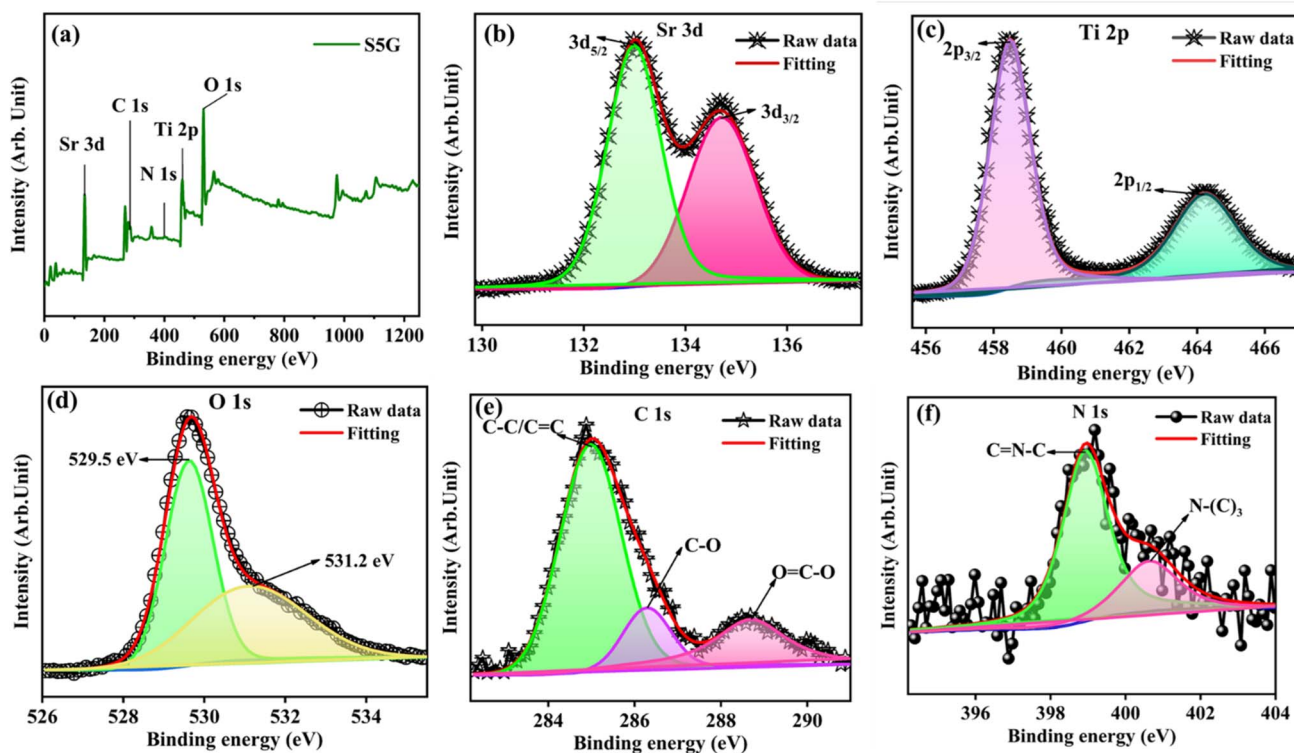 (a)
S5G
O 1s
C 1s
Ti 2p
Sr 3d
N 1s
Intensity (Arb. Unit)
0 200 400 600 800 1000 1200
Binding energy (eV)
(b)
Sr 3d
3d5/2
Raw data
Fitting
3d3/2
Intensity (Arb.Unit)
130 132 134 136
Binding energy (eV)
(c)
Ti 2p
2p3/2
Raw data
Fitting
2p1/2
Intensity (Arb.Unit)
456 458 460 462 464 466
Binding energy (eV)
(d)
O 1s
Raw data
Fitting
529.5 eV
531.2 eV
Intensity (Arb.Unit)
526 528 530 532 534
Binding energy (eV)
(e)
C 1s
Raw data
Fitting
C-C/C=C
C-O
O=C-O
Intensity (Arb.Unit)
284 286 288 290
Binding energy (eV)
(f)
N 1s
Raw data
Fitting
C=N-C
N-(C)3
Intensity (Arb.Unit)
396 398 400 402 404
Binding energy (eV)